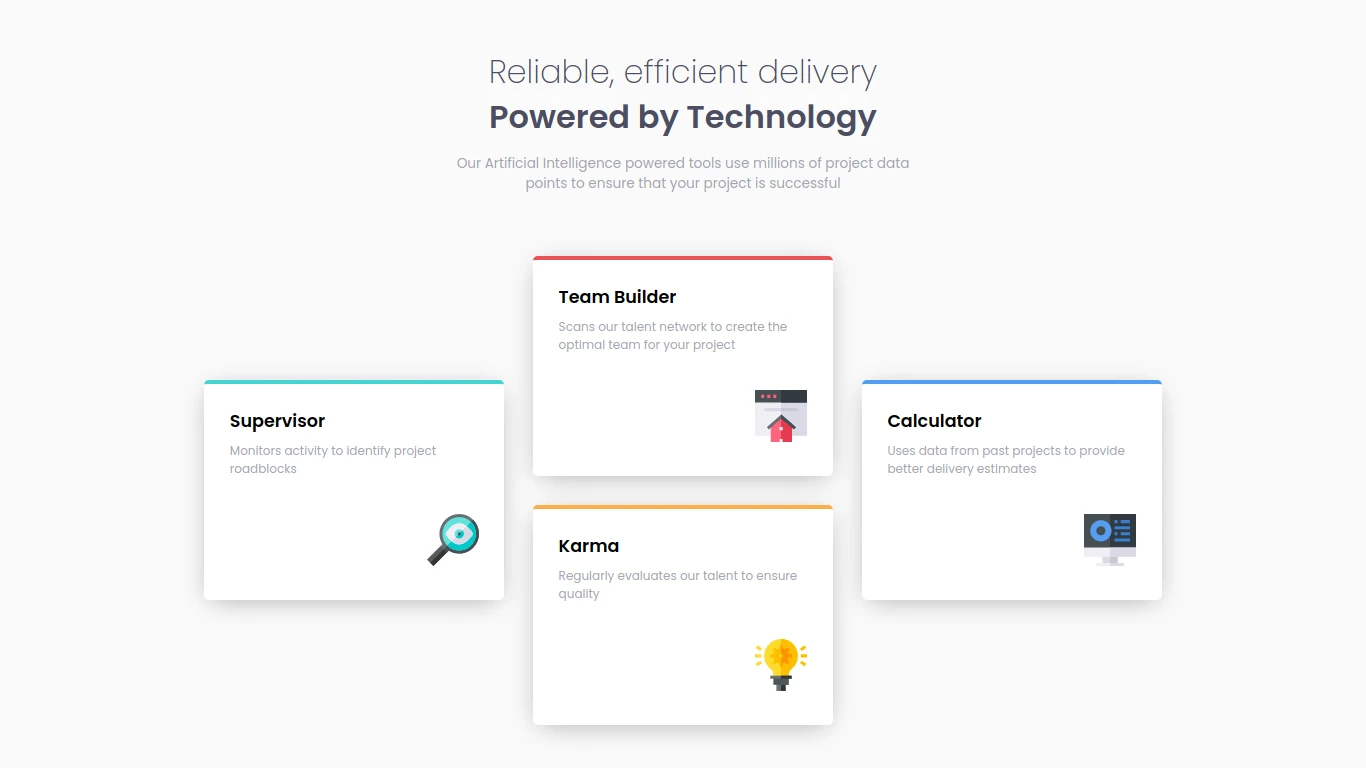 Reliable, efficient delivery
Powered by Technology
Our Artificial Intelligence powered tools use millions of project data
points to ensure that your project is successful
Team Builder
Scans our talent network to create the
optimal team for your project
Supervisor
Monitors activity to identify project
roadblocks
Calculator
Uses data from past projects to provide
better delivery estimates
Karma
Regularly evaluates our talent to ensure
quality